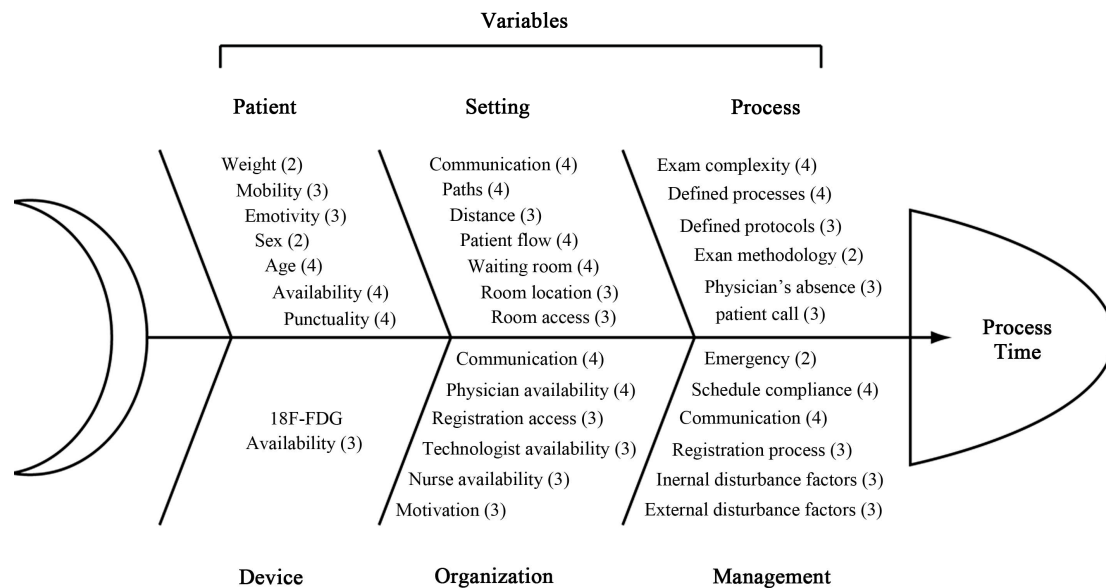 Variables
Patient
Setting
Process
Weight (2)
Mobility (3)
Emotivity (3)
Sex (2)
Age (4)
Availability (4)
Punctuality (4)
Communication (4)
Paths (4)
Distance (3)
Patient flow (4)
Waiting room (4)
Room location (3)
Room access (3)
Exam complexity (4)
Defined processes (4)
Defined protocols (3)
Exan methodology (2)
Physician’s absence (3)
patient call (3)
Process
Time
18F-FDG
Availability (3)
Communication (4)
Physician availability (4)
Registration access (3)
Technologist availability (3)
Nurse availability (3)
Motivation (3)
Emergency (2)
Schedule compliance (4)
Communication (4)
Registration process (3)
Inernal disturbance factors (3)
External disturbance factors (3)
Device
Organization
Management